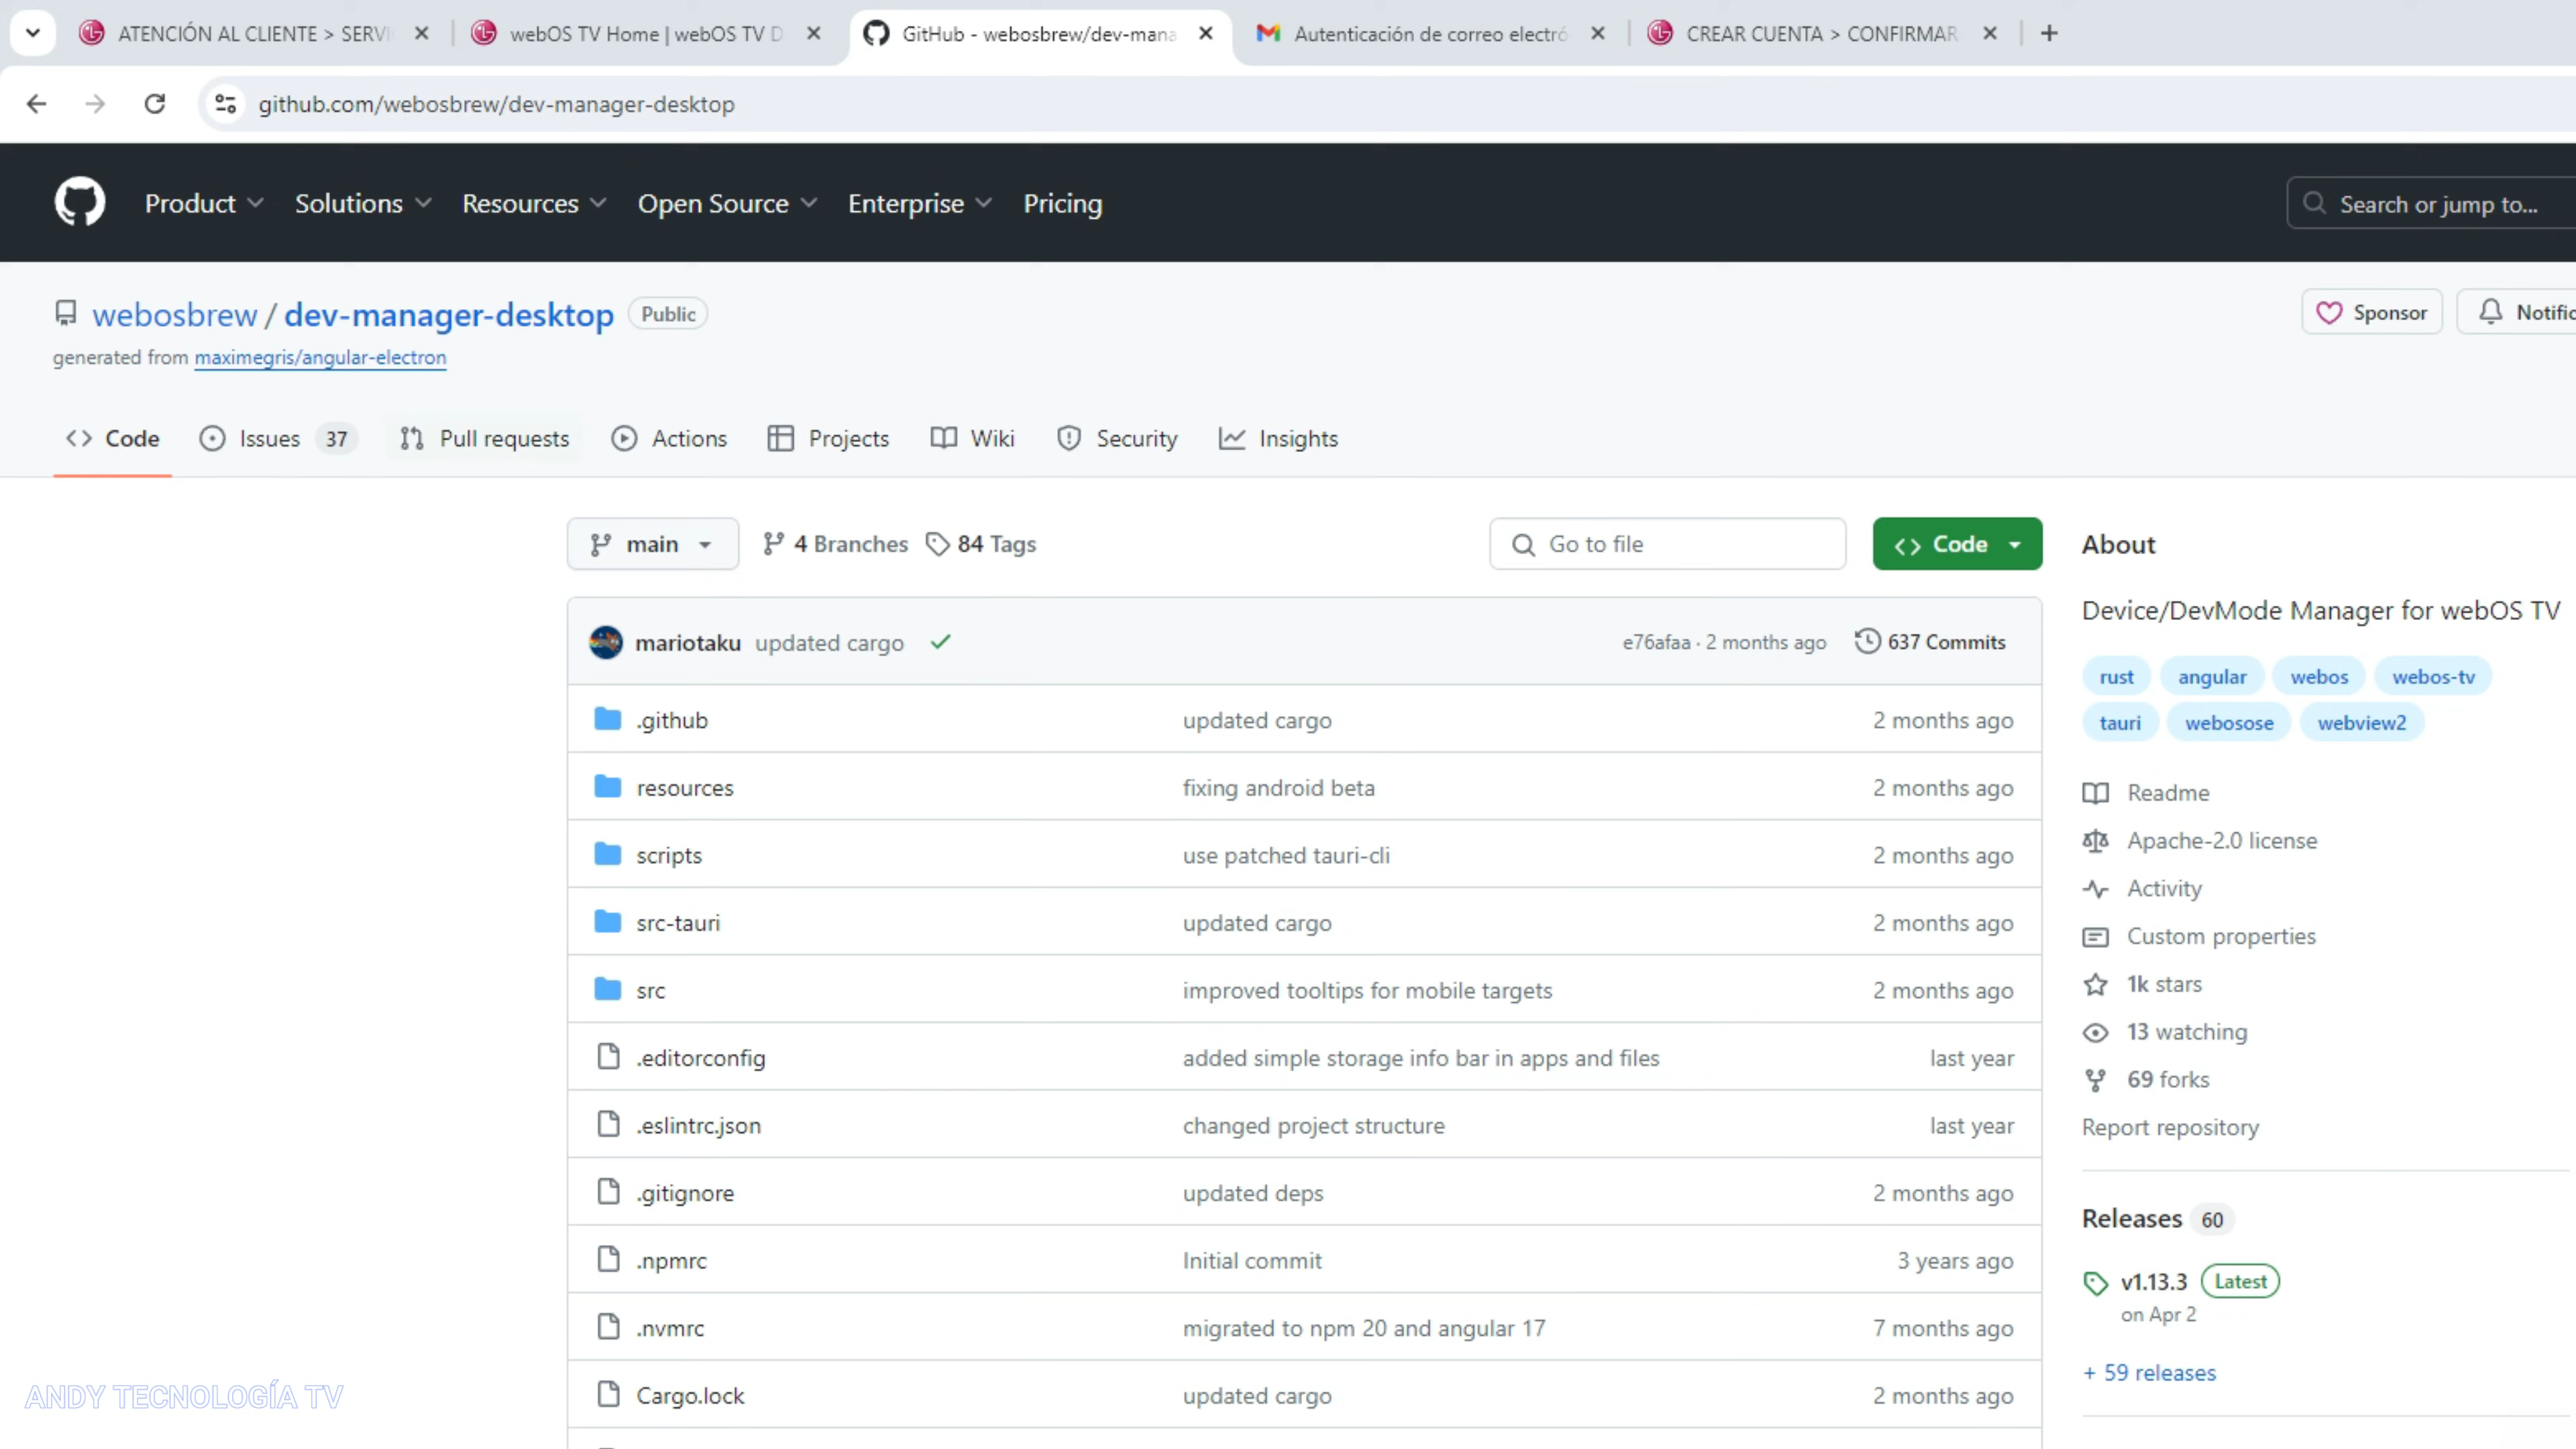 ATENCIÓN AL CLIENTE > SERVI
webOS TV Home | webOS TV D
GitHub - webosbrew/dev-mana
Autenticación de correo electró
CREAR CUENTA > CONFIRMAR
github.com/webosbrew/dev-manager-desktop
Product
Solutions
Resources
Open Source
Enterprise
Pricing
Search or jump to...
webosbrew / dev-manager-desktop
Public
Sponsor
Notific
generated from maximegris/angular-electron
Code
Issues 37
Pull requests
Actions
Projects
Wiki
Security
Insights
main
4 Branches
84 Tags
Go to file
Code
mariotaku updated cargo
e76afaa · 2 months ago
637 Commits
.github updated cargo 2 months ago
resources fixing android beta 2 months ago
scripts use patched tauri-cli 2 months ago
src-tauri updated cargo 2 months ago
src improved tooltips for mobile targets 2 months ago
.editorconfig added simple storage info bar in apps and files last year
.eslintrc.json changed project structure last year
.gitignore updated deps 2 months ago
.npmrc Initial commit 3 years ago
.nvmrc migrated to npm 20 and angular 17 7 months ago
Cargo.lock updated cargo 2 months ago
About
Device/DevMode Manager for webOS TV
rust angular webos webos-tv
tauri webosose webview2
Readme
Apache-2.0 license
Activity
Custom properties
1k stars
13 watching
69 forks
Report repository
Releases 60
v1.13.3 Latest
on Apr 2
+ 59 releases
ANDY TECNOLOGÍA TV